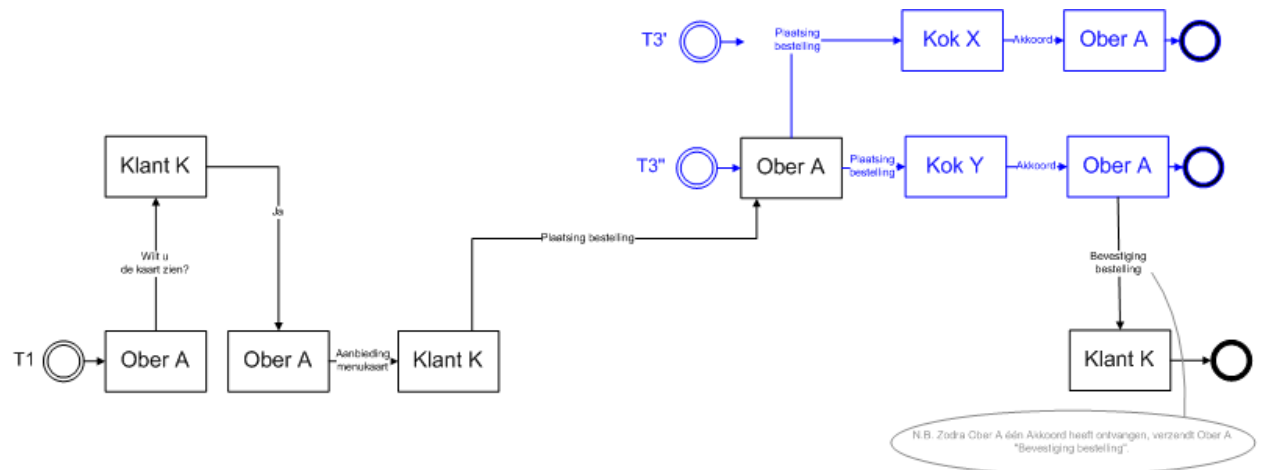 T3'
Plaatsing
bestelling
Kok X
Akkoord
Ober A
Klant K
T3"
Ober A
Plaatsing
bestelling
Kok Y
Akkoord
Ober A
Ja
Plaatsing bestelling
Wilt u
de kaart zien?
Bevestiging
bestelling
T1
Ober A
Ober A
Aanbieding
menukaart
Klant K
Klant K
N.B. Zodra Ober A één Akkoord heeft ontvangen, verzendt Ober A
"Bevestiging bestelling".